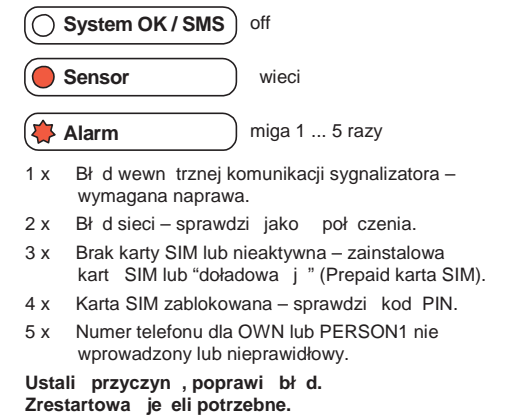 System OK / SMS off
Sensor wieci
Alarm miga 1 ... 5 razy
1 x Bł d wewn trznej komunikacji sygnalizatora –
wymagana naprawa.
2 x Bł d sieci – sprawdzi jako poł czenia.
3 x Brak karty SIM lub nieaktywna – zainstalowa
kart SIM lub “doładowa j ” (Prepaid karta SIM).
4 x Karta SIM zablokowana – sprawdzi kod PIN.
5 x Numer telefonu dla OWN lub PERSON1 nie
wprowadzony lub nieprawidłowy.
Ustali przyczyn , poprawi bł d.
Zrestartowa je eli potrzebne.